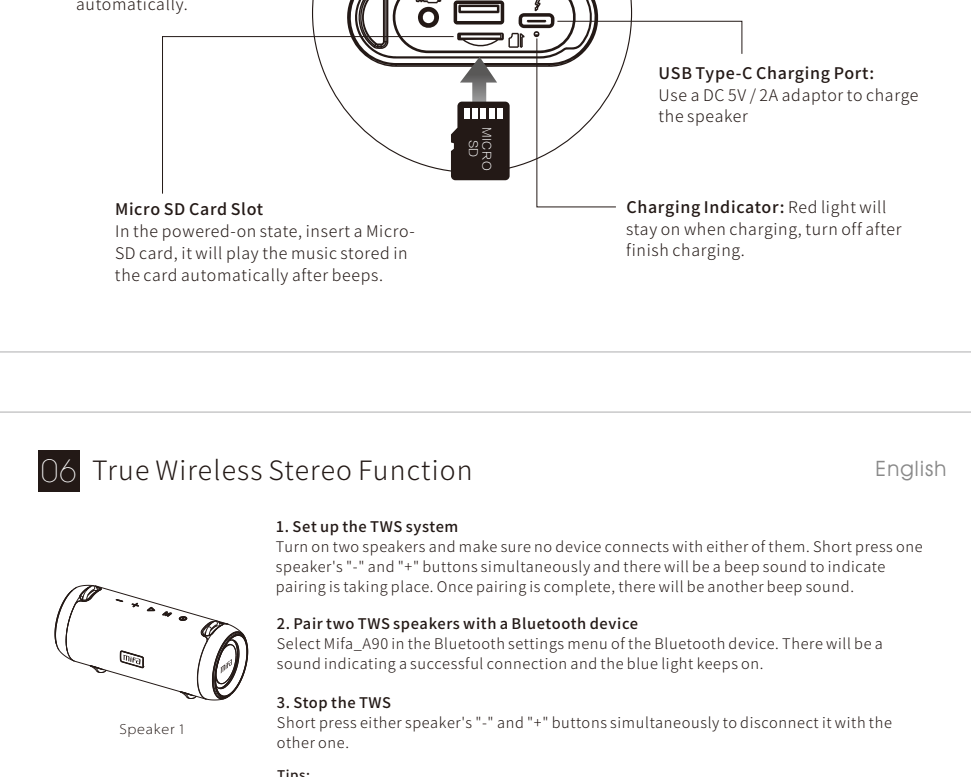 automatically.
USB Type-C Charging Port:
Use a DC 5V / 2A adaptor to charge
the speaker
MICRO
SD
Micro SD Card Slot
In the powered-on state, insert a Micro-
SD card, it will play the music stored in
the card automatically after beeps.
Charging Indicator: Red light will
stay on when charging, turn off after
finish charging.
06 True Wireless Stereo Function
English
1. Set up the TWS system
Turn on two speakers and make sure no device connects with either of them. Short press one
speaker's "-" and "+" buttons simultaneously and there will be a beep sound to indicate
pairing is taking place. Once pairing is complete, there will be another beep sound.
2. Pair two TWS speakers with a Bluetooth device
Select Mifa_A90 in the Bluetooth settings menu of the Bluetooth device. There will be a
sound indicating a successful connection and the blue light keeps on.
mifa
mifa
Speaker 1
3. Stop the TWS
Short press either speaker's "-" and "+" buttons simultaneously to disconnect it with the
other one.
Tips: